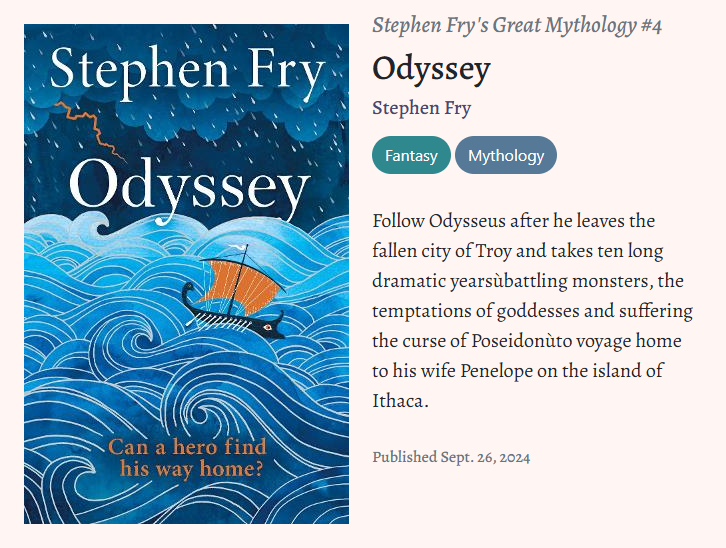 Stephen Fry
Odyssey
Can a hero find
his way home?
Stephen Fry's Great Mythology #4
Odyssey
Stephen Fry
Fantasy
Mythology
Follow Odysseus after he leaves the
fallen city of Troy and takes ten long
dramatic yearsùbattling monsters, the
temptations of goddesses and suffering
the curse of Poseidonùto voyage home
to his wife Penelope on the island of
Ithaca.
Published Sept. 26, 2024